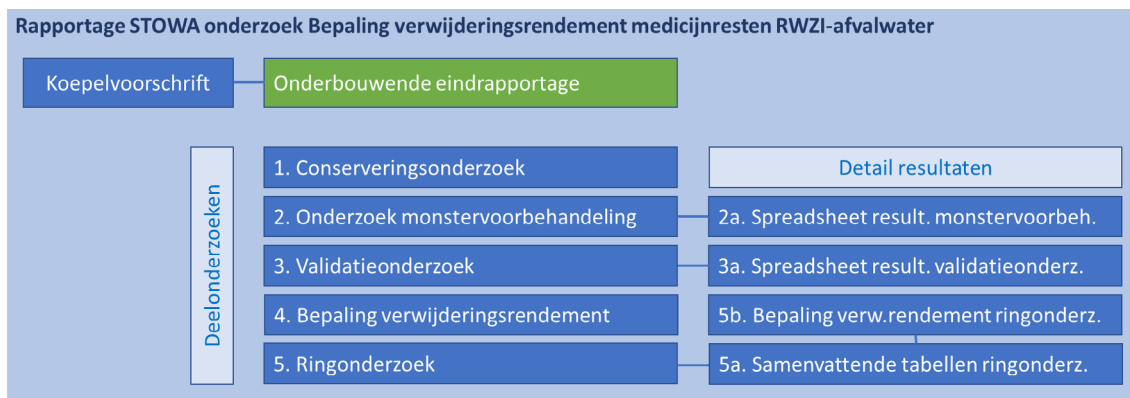 Rapportage STOWA onderzoek Bepaling verwijderingsrendement medicijnresten RWZI-afvalwater
Koepelvoorschrift
Onderbouwende eindrapportage
Deelonderzoeken
1. Conserveringsonderzoek
Detail resultaten
2. Onderzoek monstervoorbehandeling
2a. Spreadsheet result. monstervoorbeh.
3. Validatieonderzoek
3a. Spreadsheet result. validatieonderz.
4. Bepaling verwijderingsrendement
5b. Bepaling verw.rendement ringonderz.
5. Ringonderzoek
5a. Samenvattende tabellen ringonderz.